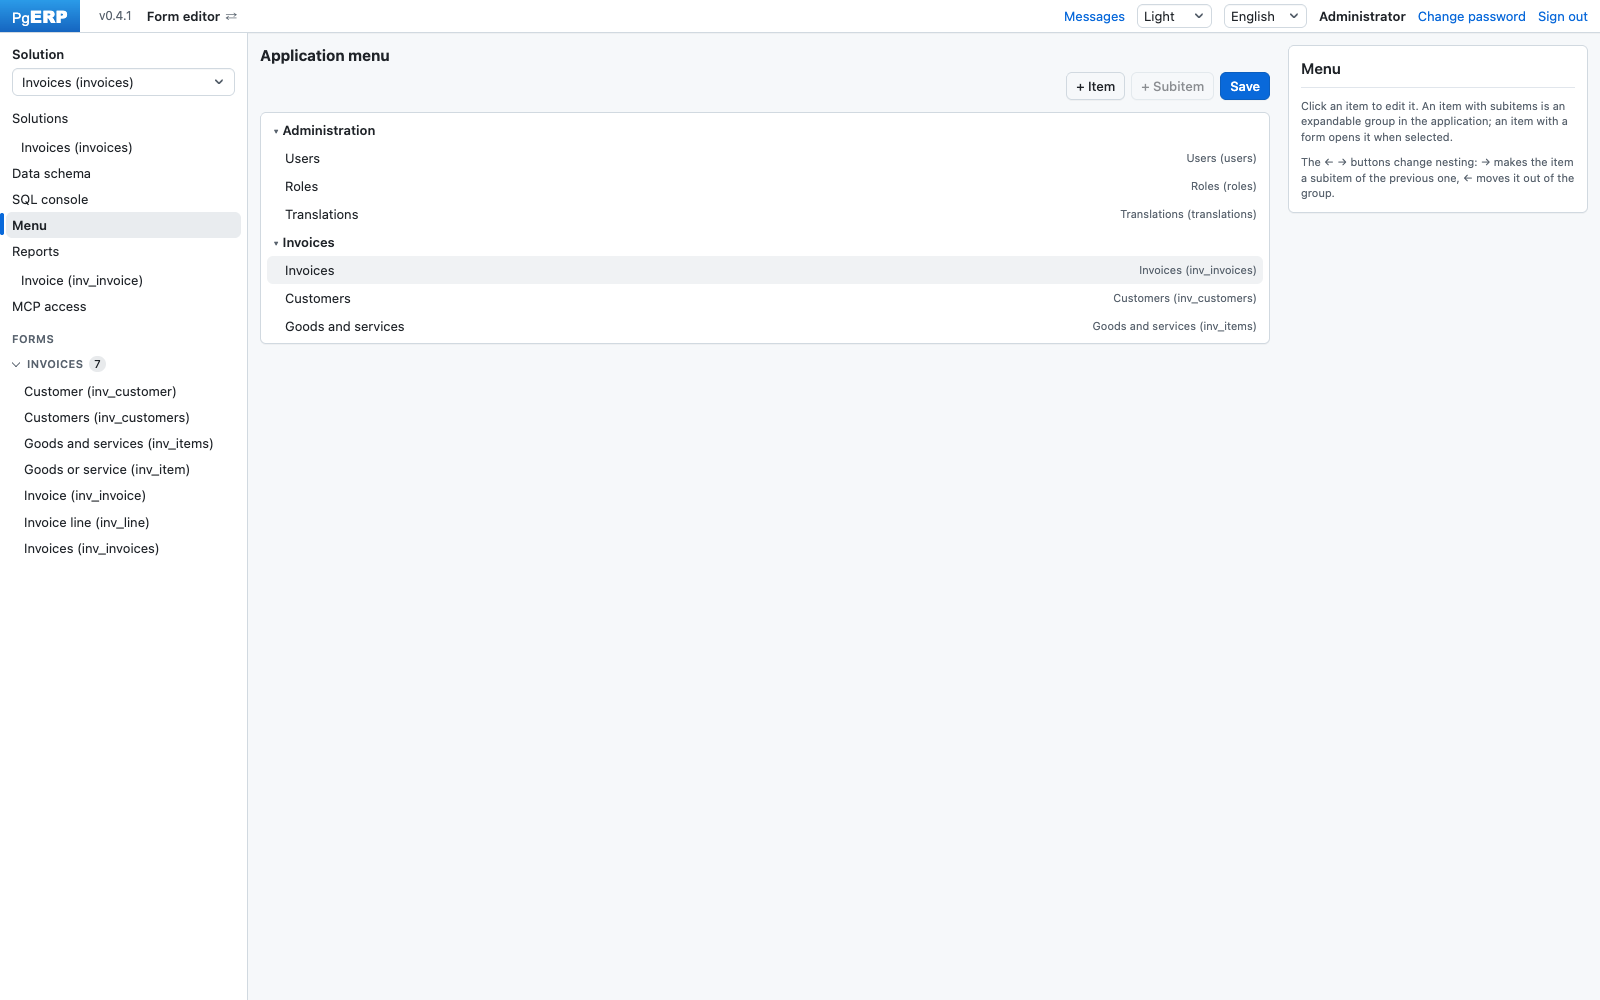 PgERP v0.4.1 Form editor ⇄ Messages Light English Administrator Change password Sign out
Solution
Invoices (invoices)
Solutions
Invoices (invoices)
Data schema
SQL console
Menu
Reports
Invoice (inv_invoice)
MCP access
FORMS
INVOICES 7
Customer (inv_customer)
Customers (inv_customers)
Goods and services (inv_items)
Goods or service (inv_item)
Invoice (inv_invoice)
Invoice line (inv_line)
Invoices (inv_invoices)
Application menu
+ Item + Subitem Save
Administration
Users Users (users)
Roles Roles (roles)
Translations Translations (translations)
Invoices
Invoices Invoices (inv_invoices)
Customers Customers (inv_customers)
Goods and services Goods and services (inv_items)
Menu
Click an item to edit it. An item with subitems is an
expandable group in the application; an item with a
form opens it when selected.
The ← → buttons change nesting: → makes the item
a subitem of the previous one, ← moves it out of the
group.